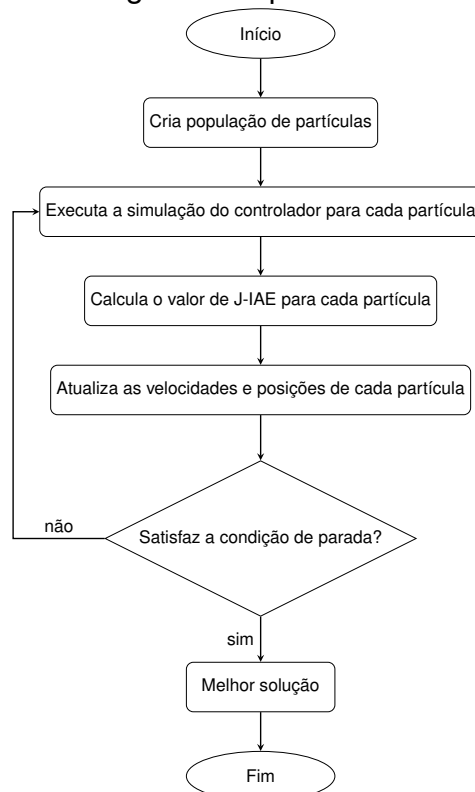 Início
Cria população de partículas
Executa a simulação do controlador para cada partícula
Calcula o valor de J-IAE para cada partícula
Atualiza as velocidades e posições de cada partícula
não
Satisfaz a condição de parada?
sim
Melhor solução
Fim